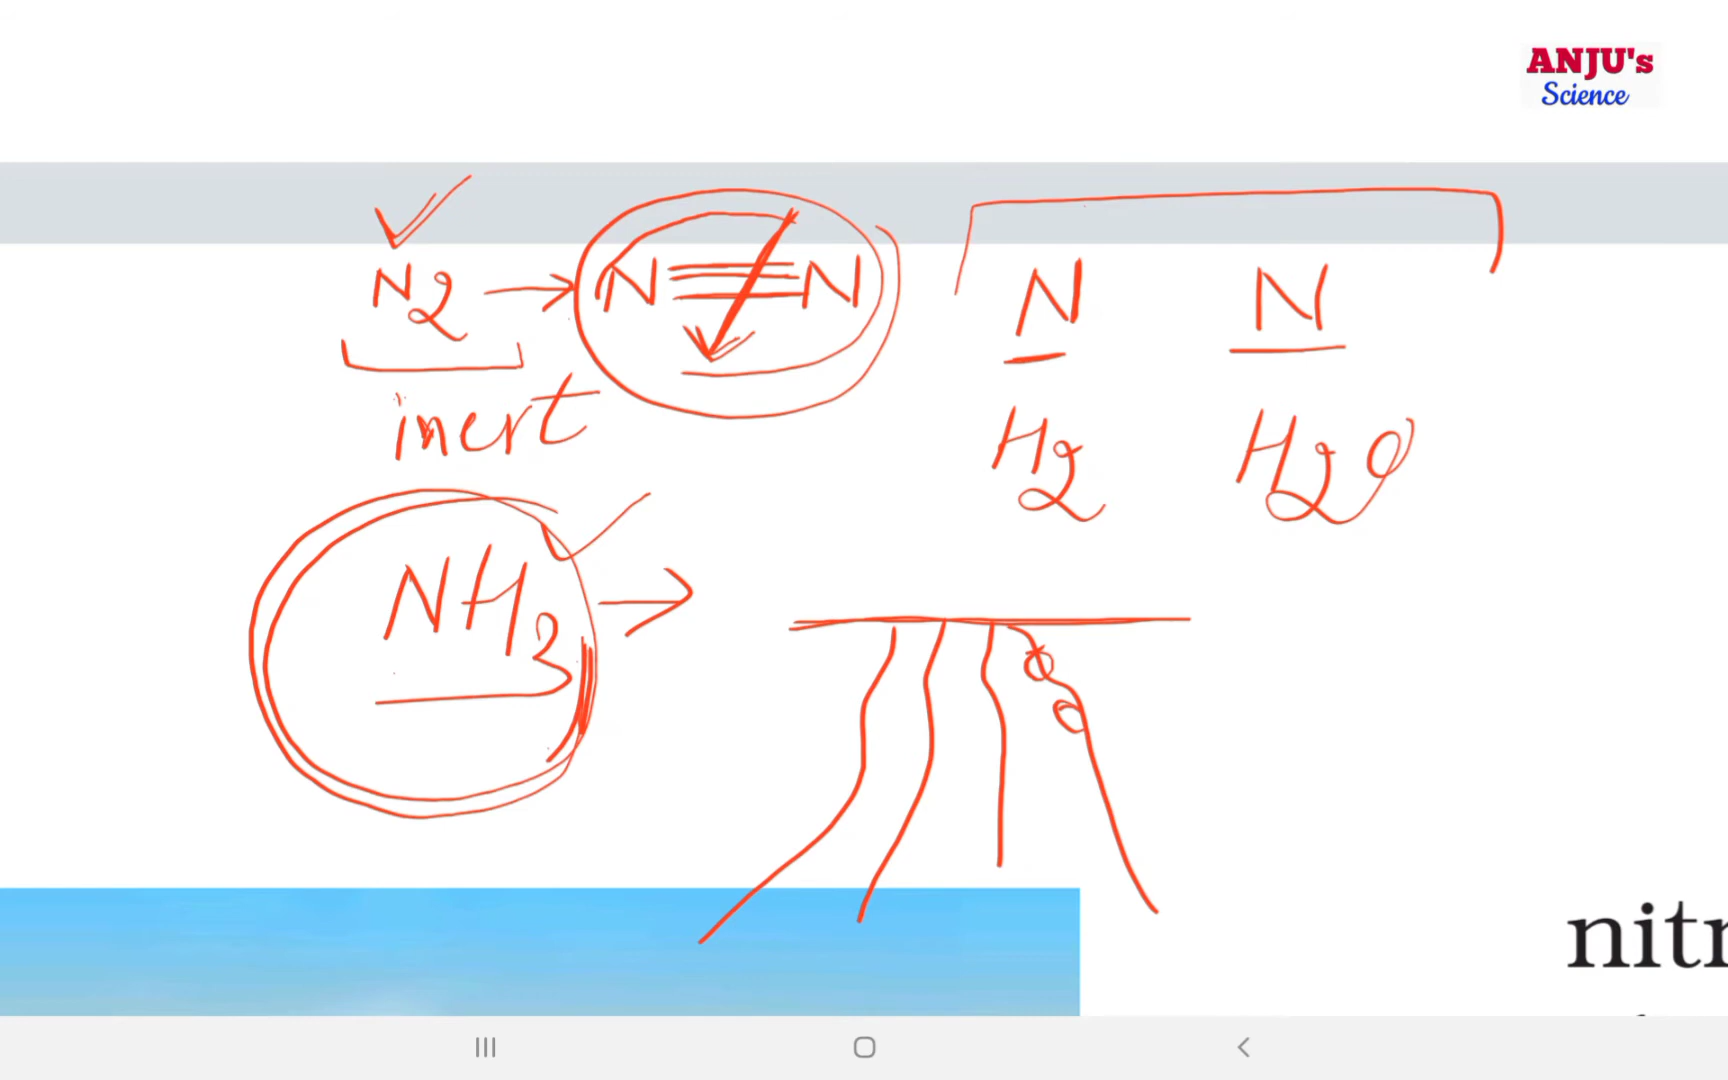 ANJU's
Science
N2 → N≡N N N
inert H2 H2O
NH3 →
nitr